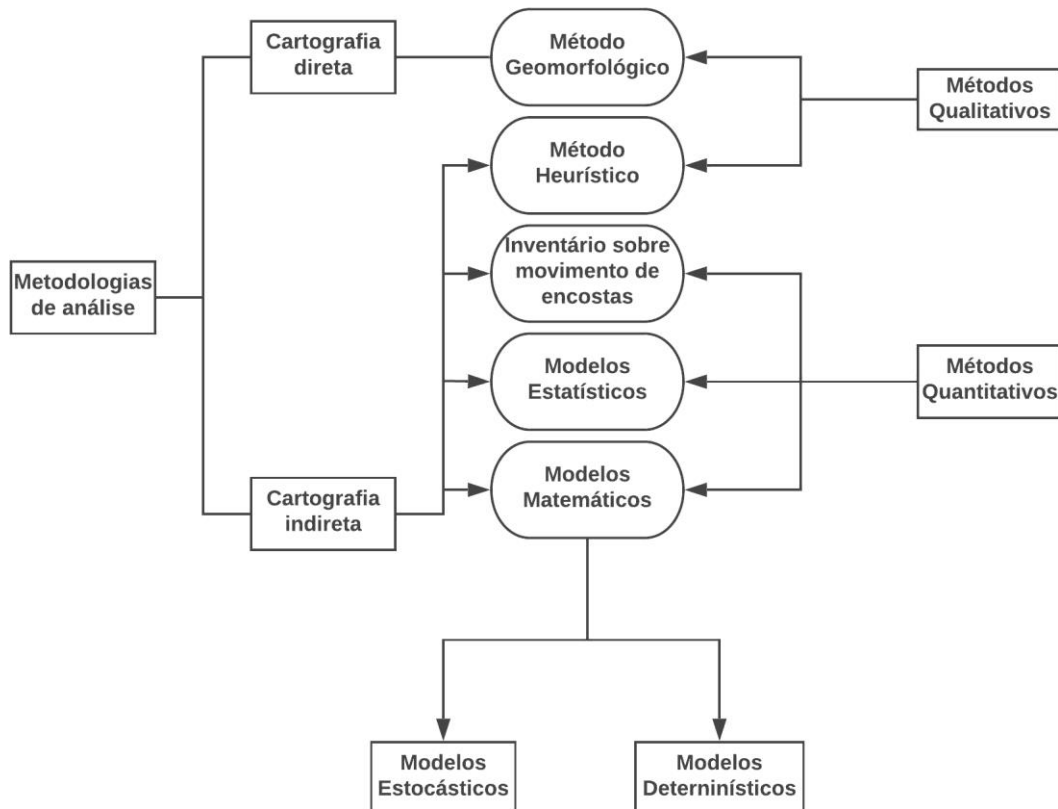 Cartografia
direta
Método
Geomorfológico
Métodos
Qualitativos
Método
Heurístico
Inventário sobre
movimento de
encostas
Metodologias
de análise
Modelos
Estatísticos
Métodos
Quantitativos
Cartografia
indireta
Modelos
Matemáticos
Modelos
Estocásticos
Modelos
Deterninísticos